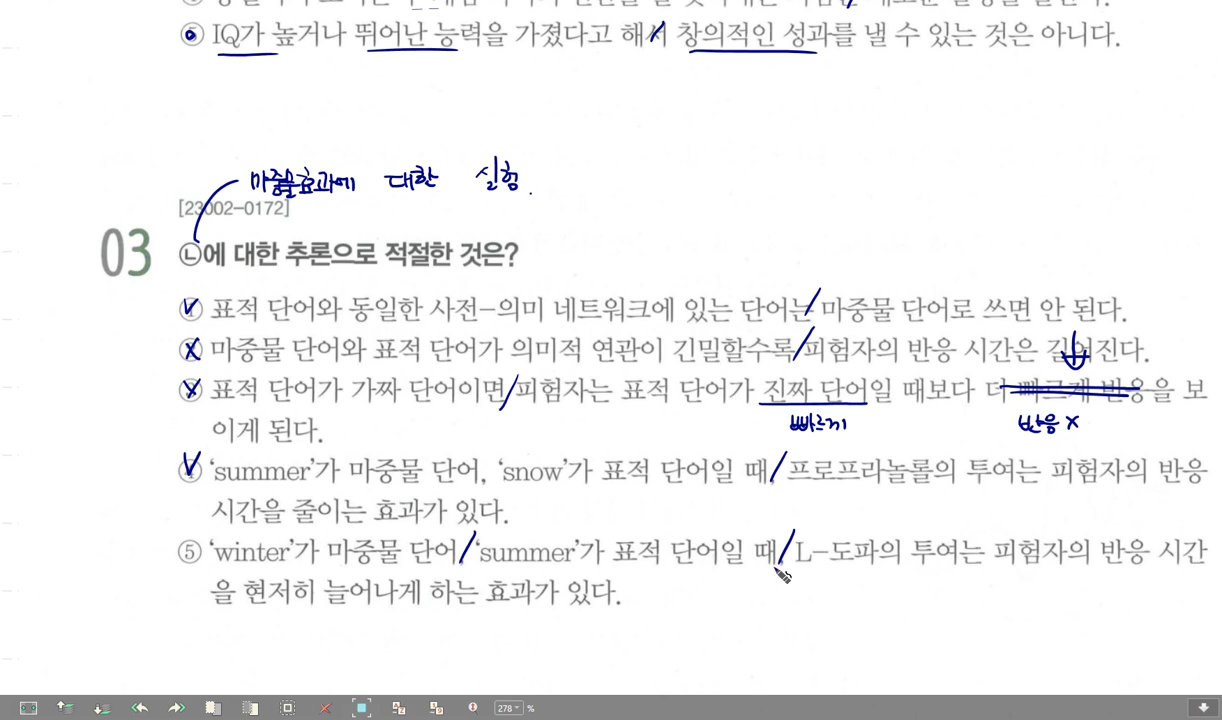 ⑥ IQ가 높거나 뛰어난 능력을 가졌다고 해서 창의적인 성과를 낼 수 있는 것은 아니다.
마중물효과에 대한 실험.
[23002-0172]
03 ㉡에 대한 추론으로 적절한 것은?
① 표적 단어와 동일한 사전-의미 네트워크에 있는 단어는 마중물 단어로 쓰면 안 된다.
② 마중물 단어와 표적 단어가 의미적 연관이 긴밀할수록 피험자의 반응 시간은 길어진다.
③ 표적 단어가 가짜 단어이면 피험자는 표적 단어가 진짜 단어일 때보다 더 빠르게 반응을 보
이게 된다.
빠르게 반응 X
④ ‘summer’가 마중물 단어, ‘snow’가 표적 단어일 때 프로프라놀롤의 투여는 피험자의 반응
시간을 줄이는 효과가 있다.
⑤ ‘winter’가 마중물 단어 ‘summer’가 표적 단어일 때 L-도파의 투여는 피험자의 반응 시간
을 현저히 늘어나게 하는 효과가 있다.
278 %